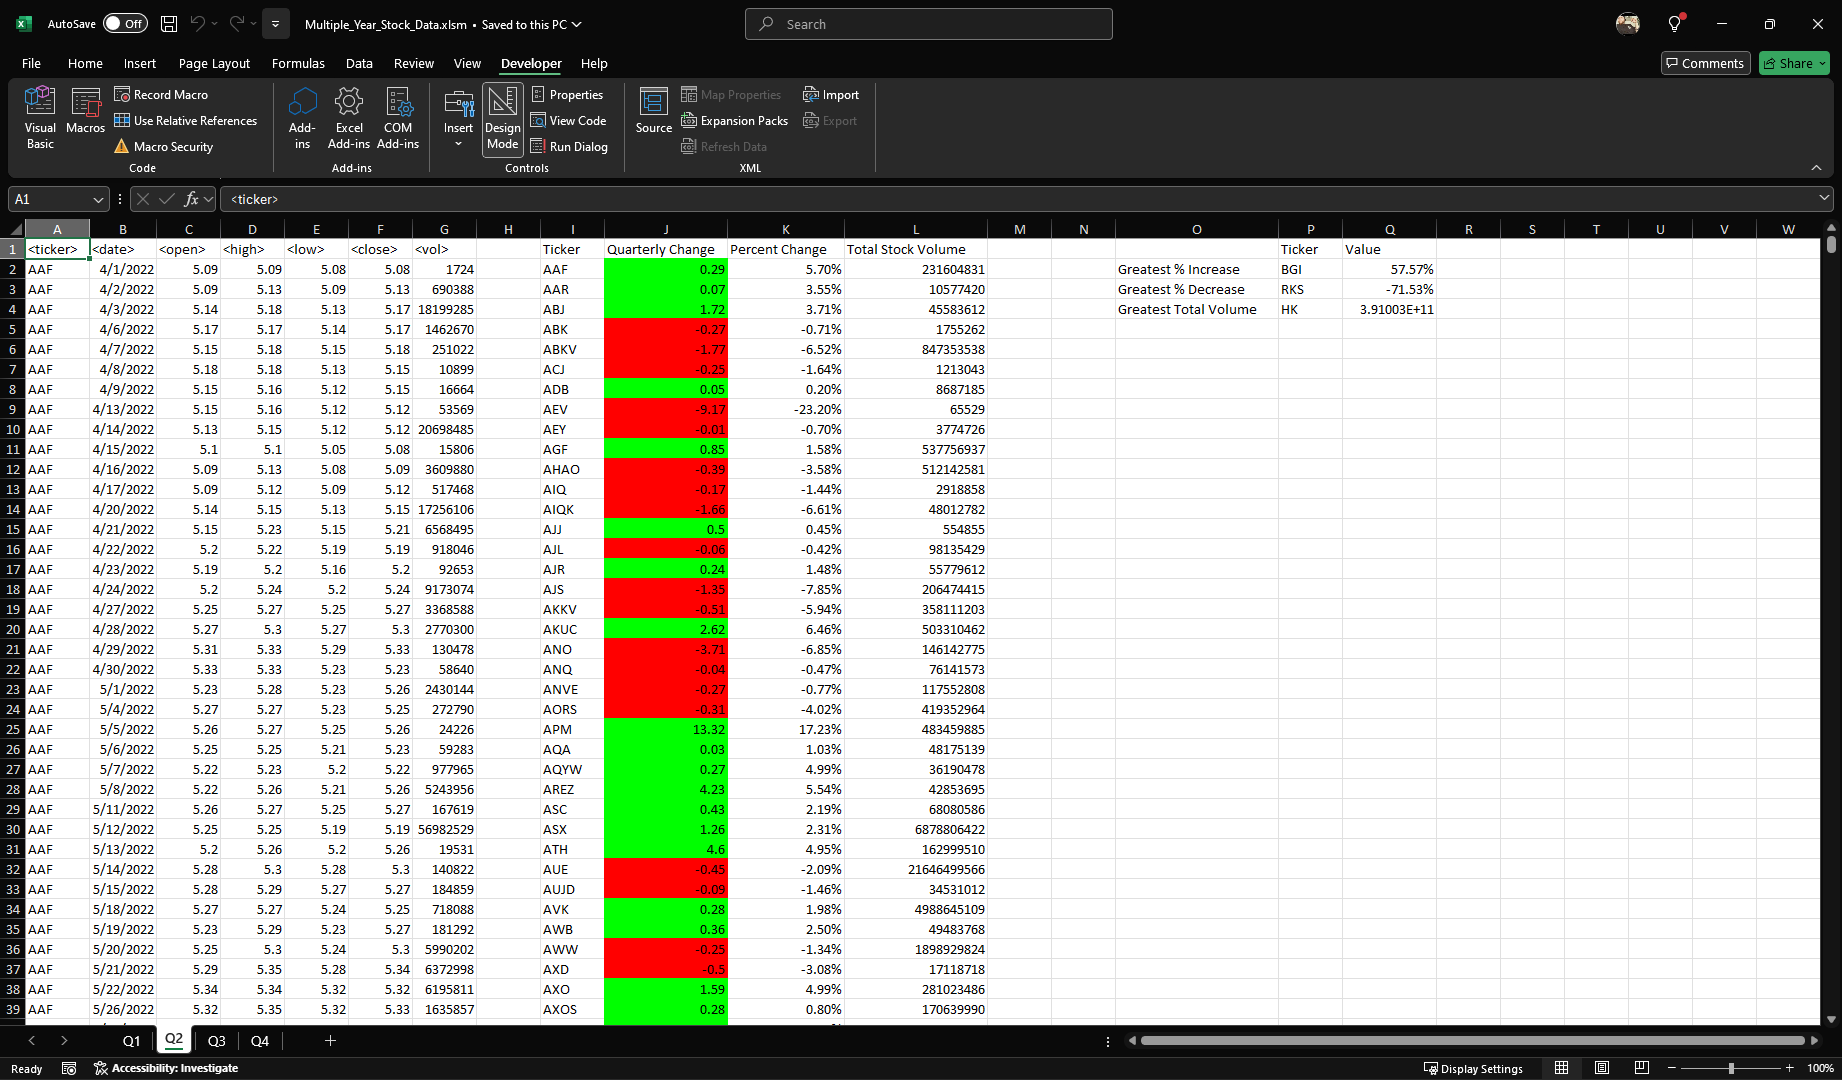 AutoSave Off Multiple_Year_Stock_Data.xlsm • Saved to this PC Search
File Home Insert Page Layout Formulas Data Review View Developer Help Comments Share
Visual Basic Macros Record Macro Use Relative References Macro Security Code
Add-ins Excel Add-ins COM Add-ins Add-ins
Insert Design Mode Properties View Code Run Dialog Controls
Source Map Properties Expansion Packs Refresh Data Import Export XML
A1 fx <ticker>
A B C D E F G H I J K L M N O P Q R S T U V W
1 <ticker> <date> <open> <high> <low> <close> <vol> Ticker Quarterly Change Percent Change Total Stock Volume Ticker Value
2 AAF 4/1/2022 5.09 5.09 5.08 5.08 1724 AAF 0.29 5.70% 231604831 Greatest % Increase BGI 57.57%
3 AAF 4/2/2022 5.09 5.13 5.09 5.13 690388 AAR 0.07 3.55% 10577420 Greatest % Decrease RKS -71.53%
4 AAF 4/3/2022 5.14 5.18 5.13 5.17 18199285 ABJ 1.72 3.71% 45583612 Greatest Total Volume HK 3.91003E+11
5 AAF 4/6/2022 5.17 5.17 5.14 5.17 1462670 ABK -0.27 -0.71% 1755262
6 AAF 4/7/2022 5.15 5.18 5.15 5.18 251022 ABKV -1.77 -6.52% 847353538
7 AAF 4/8/2022 5.18 5.18 5.13 5.15 10899 ACJ -0.25 -1.64% 1213043
8 AAF 4/9/2022 5.15 5.16 5.12 5.15 16664 ADB 0.05 0.20% 8687185
9 AAF 4/13/2022 5.15 5.16 5.12 5.12 53569 AEV -9.17 -23.20% 65529
10 AAF 4/14/2022 5.13 5.15 5.12 5.12 20698485 AEY -0.01 -0.70% 3774726
11 AAF 4/15/2022 5.1 5.1 5.05 5.08 15806 AGF 0.85 1.58% 537756937
12 AAF 4/16/2022 5.09 5.13 5.08 5.09 3609880 AHAO -0.39 -3.58% 512142581
13 AAF 4/17/2022 5.09 5.12 5.09 5.12 517468 AIQ -0.17 -1.44% 2918858
14 AAF 4/20/2022 5.14 5.15 5.13 5.15 17256106 AIQK -1.66 -6.61% 48012782
15 AAF 4/21/2022 5.15 5.23 5.15 5.21 6568495 AJJ 0.5 0.45% 554855
16 AAF 4/22/2022 5.2 5.22 5.19 5.19 918046 AJL -0.06 -0.42% 98135429
17 AAF 4/23/2022 5.19 5.2 5.16 5.2 92653 AJR 0.24 1.48% 55779612
18 AAF 4/24/2022 5.2 5.24 5.2 5.24 9173074 AJS -1.35 -7.85% 206474415
19 AAF 4/27/2022 5.25 5.27 5.25 5.27 3368588 AKKV -0.51 -5.94% 358111203
20 AAF 4/28/2022 5.27 5.3 5.27 5.3 2770300 AKUC 2.62 6.46% 503310462
21 AAF 4/29/2022 5.31 5.33 5.29 5.33 130478 ANO -3.71 -6.85% 146142775
22 AAF 4/30/2022 5.33 5.33 5.23 5.23 58640 ANQ -0.04 -0.47% 76141573
23 AAF 5/1/2022 5.23 5.28 5.23 5.26 2430144 ANVE -0.27 -0.77% 117552808
24 AAF 5/4/2022 5.27 5.27 5.23 5.25 272790 AORS -0.31 -4.02% 419352964
25 AAF 5/5/2022 5.26 5.27 5.25 5.26 24226 APM 13.32 17.23% 483459885
26 AAF 5/6/2022 5.25 5.25 5.21 5.23 59283 AQA 0.03 1.03% 48175139
27 AAF 5/7/2022 5.22 5.23 5.2 5.22 977965 AQYW 0.27 4.99% 36190478
28 AAF 5/8/2022 5.22 5.26 5.21 5.26 5243956 AREZ 4.23 5.54% 42853695
29 AAF 5/11/2022 5.26 5.27 5.25 5.27 167619 ASC 0.43 2.19% 68080586
30 AAF 5/12/2022 5.25 5.25 5.19 5.19 56982529 ASX 1.26 2.31% 6878806422
31 AAF 5/13/2022 5.2 5.26 5.2 5.26 19531 ATH 4.6 4.95% 162999510
32 AAF 5/14/2022 5.28 5.3 5.28 5.3 140822 AUE -0.45 -2.09% 21646499566
33 AAF 5/15/2022 5.28 5.29 5.27 5.27 184859 AUJD -0.09 -1.46% 34531012
34 AAF 5/18/2022 5.27 5.27 5.24 5.25 718088 AVK 0.28 1.98% 4988645109
35 AAF 5/19/2022 5.23 5.29 5.23 5.27 181292 AWB 0.36 2.50% 49483768
36 AAF 5/20/2022 5.25 5.3 5.24 5.3 5990202 AWW -0.25 -1.34% 1898929824
37 AAF 5/21/2022 5.29 5.35 5.28 5.34 6372998 AXD -0.5 -3.08% 17118718
38 AAF 5/22/2022 5.34 5.34 5.32 5.32 6195811 AXO 1.59 4.99% 281023486
39 AAF 5/26/2022 5.32 5.35 5.32 5.33 1635857 AXOS 0.28 0.80% 170639990
Q1 Q2 Q3 Q4
Ready Accessibility: Investigate Display Settings 100%